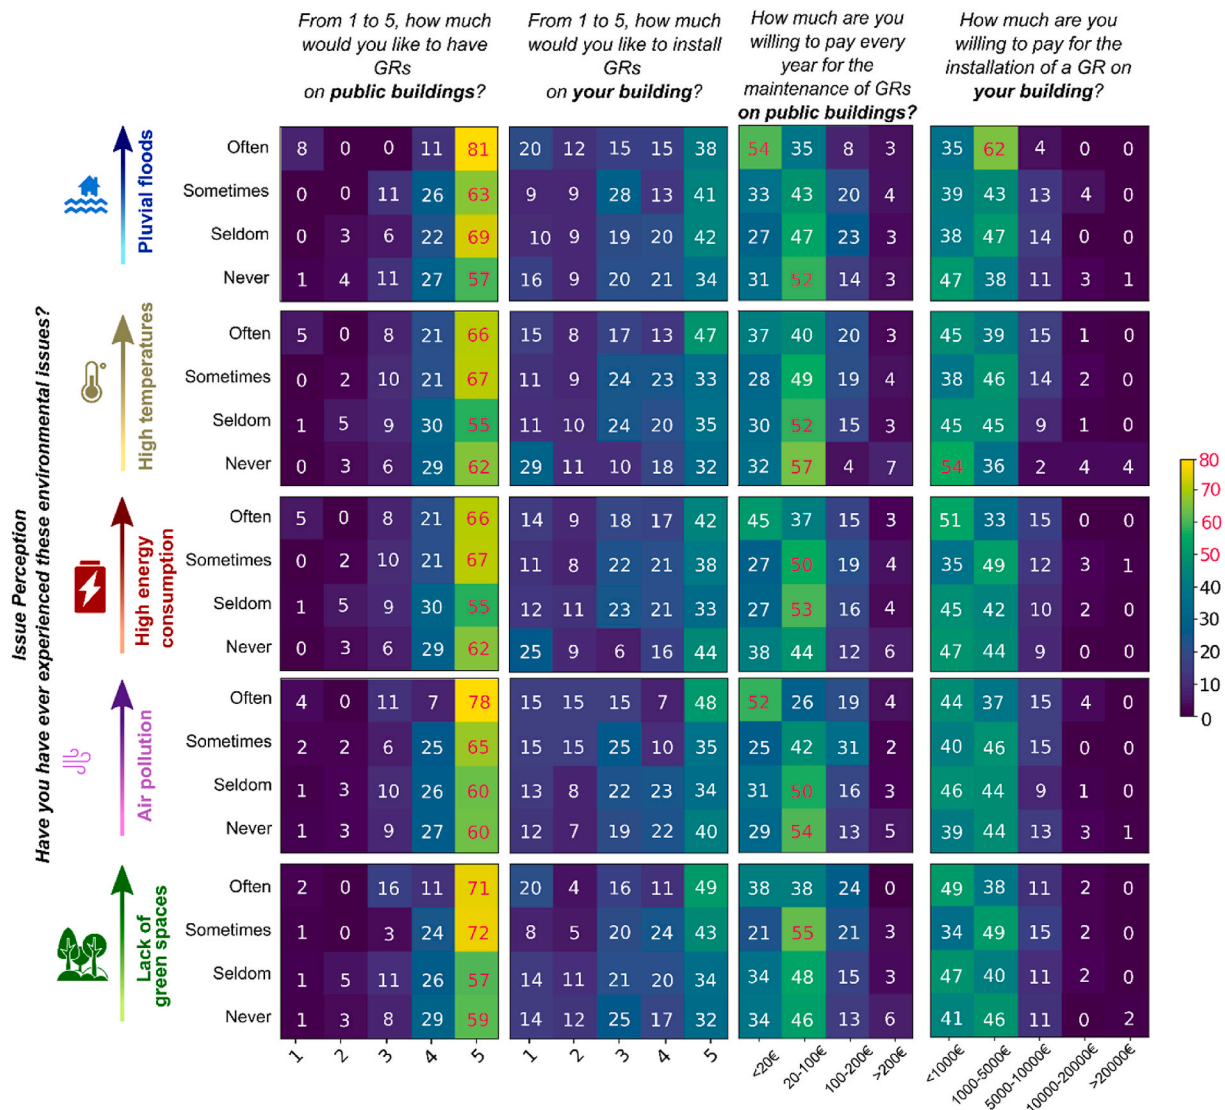 From 1 to 5, how much
would you like to have
GRs
on public buildings?
From 1 to 5, how much
would you like to install
GRs
on your building?
How much are you
willing to pay every
year for the
maintenance of GRs
on public buildings?
How much are you
willing to pay for the
installation of a GR on
your building?
Issue Perception
Have you have ever experienced these environmental issues?
Pluvial floods
Often 8 0 0 11 81 20 12 15 15 38 54 35 8 3 35 62 4 0 0
Sometimes 0 0 11 26 63 9 9 28 13 41 33 43 20 4 39 43 13 4 0
Seldom 0 3 6 22 69 10 9 19 20 42 27 47 23 3 38 47 14 0 0
Never 1 4 11 27 57 16 9 20 21 34 31 52 14 3 47 38 11 3 1
High temperatures
Often 5 0 8 21 66 15 8 17 13 47 37 40 20 3 45 39 15 1 0
Sometimes 0 2 10 21 67 11 9 24 23 33 28 49 19 4 38 46 14 2 0
Seldom 1 5 9 30 55 11 10 24 20 35 30 52 15 3 45 45 9 1 0
Never 0 3 6 29 62 29 11 10 18 32 32 57 4 7 54 36 2 4 4
High energy
consumption
Often 5 0 8 21 66 14 9 18 17 42 45 37 15 3 51 33 15 0 0
Sometimes 0 2 10 21 67 11 8 22 21 38 27 50 19 4 35 49 12 3 1
Seldom 1 5 9 30 55 12 11 23 21 33 27 53 16 4 45 42 10 2 0
Never 0 3 6 29 62 25 9 6 16 44 38 44 12 6 47 44 9 0 0
Air pollution
Often 4 0 11 7 78 15 15 15 7 48 52 26 19 4 44 37 15 4 0
Sometimes 2 2 6 25 65 15 15 25 10 35 25 42 31 2 40 46 15 0 0
Seldom 1 3 10 26 60 13 8 22 23 34 31 50 16 3 46 44 9 1 0
Never 1 3 9 27 60 12 7 19 22 40 29 54 13 5 39 44 13 3 1
Lack of
green spaces
Often 2 0 16 11 71 20 4 16 11 49 38 38 24 0 49 38 11 2 0
Sometimes 1 0 3 24 72 8 5 20 24 43 21 55 21 3 34 49 15 2 0
Seldom 1 5 11 26 57 14 11 21 20 34 34 48 15 3 47 40 11 2 0
Never 1 3 8 29 59 14 12 25 17 32 34 46 13 6 41 46 11 0 2
1 2 3 4 5 1 2 3 4 5 <20€ 20-100€ 100-200€ >200€ <1000€ 1000-5000€ 5000-10000€ 10000-20000€ >20000€
80
70
60
50
40
30
20
10
0